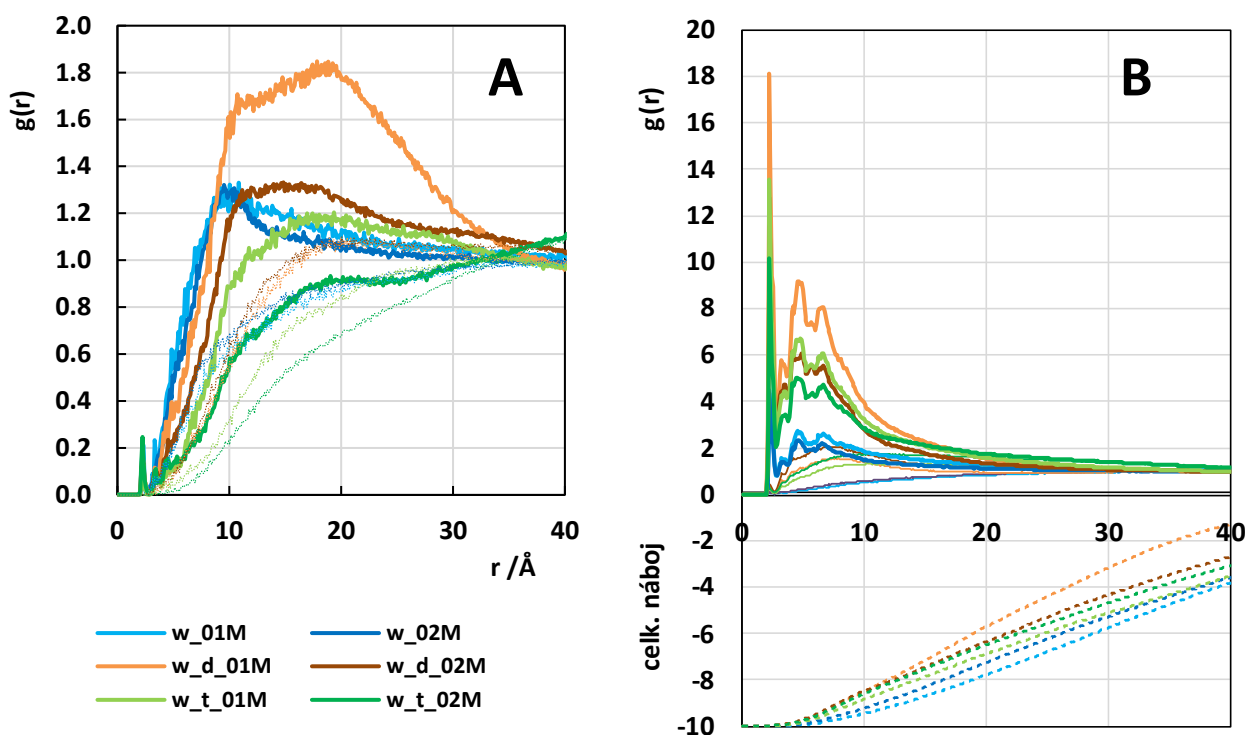 A
g(r)
2.0
1.8
1.6
1.4
1.2
1.0
0.8
0.6
0.4
0.2
0.0
0 10 20 30 40
r /Å
w_01M w_02M
w_d_01M w_d_02M
w_t_01M w_t_02M
B
g(r)
20
18
16
14
12
10
8
6
4
2
0
0 10 20 30 40
celk. náboj
-2
-4
-6
-8
-10